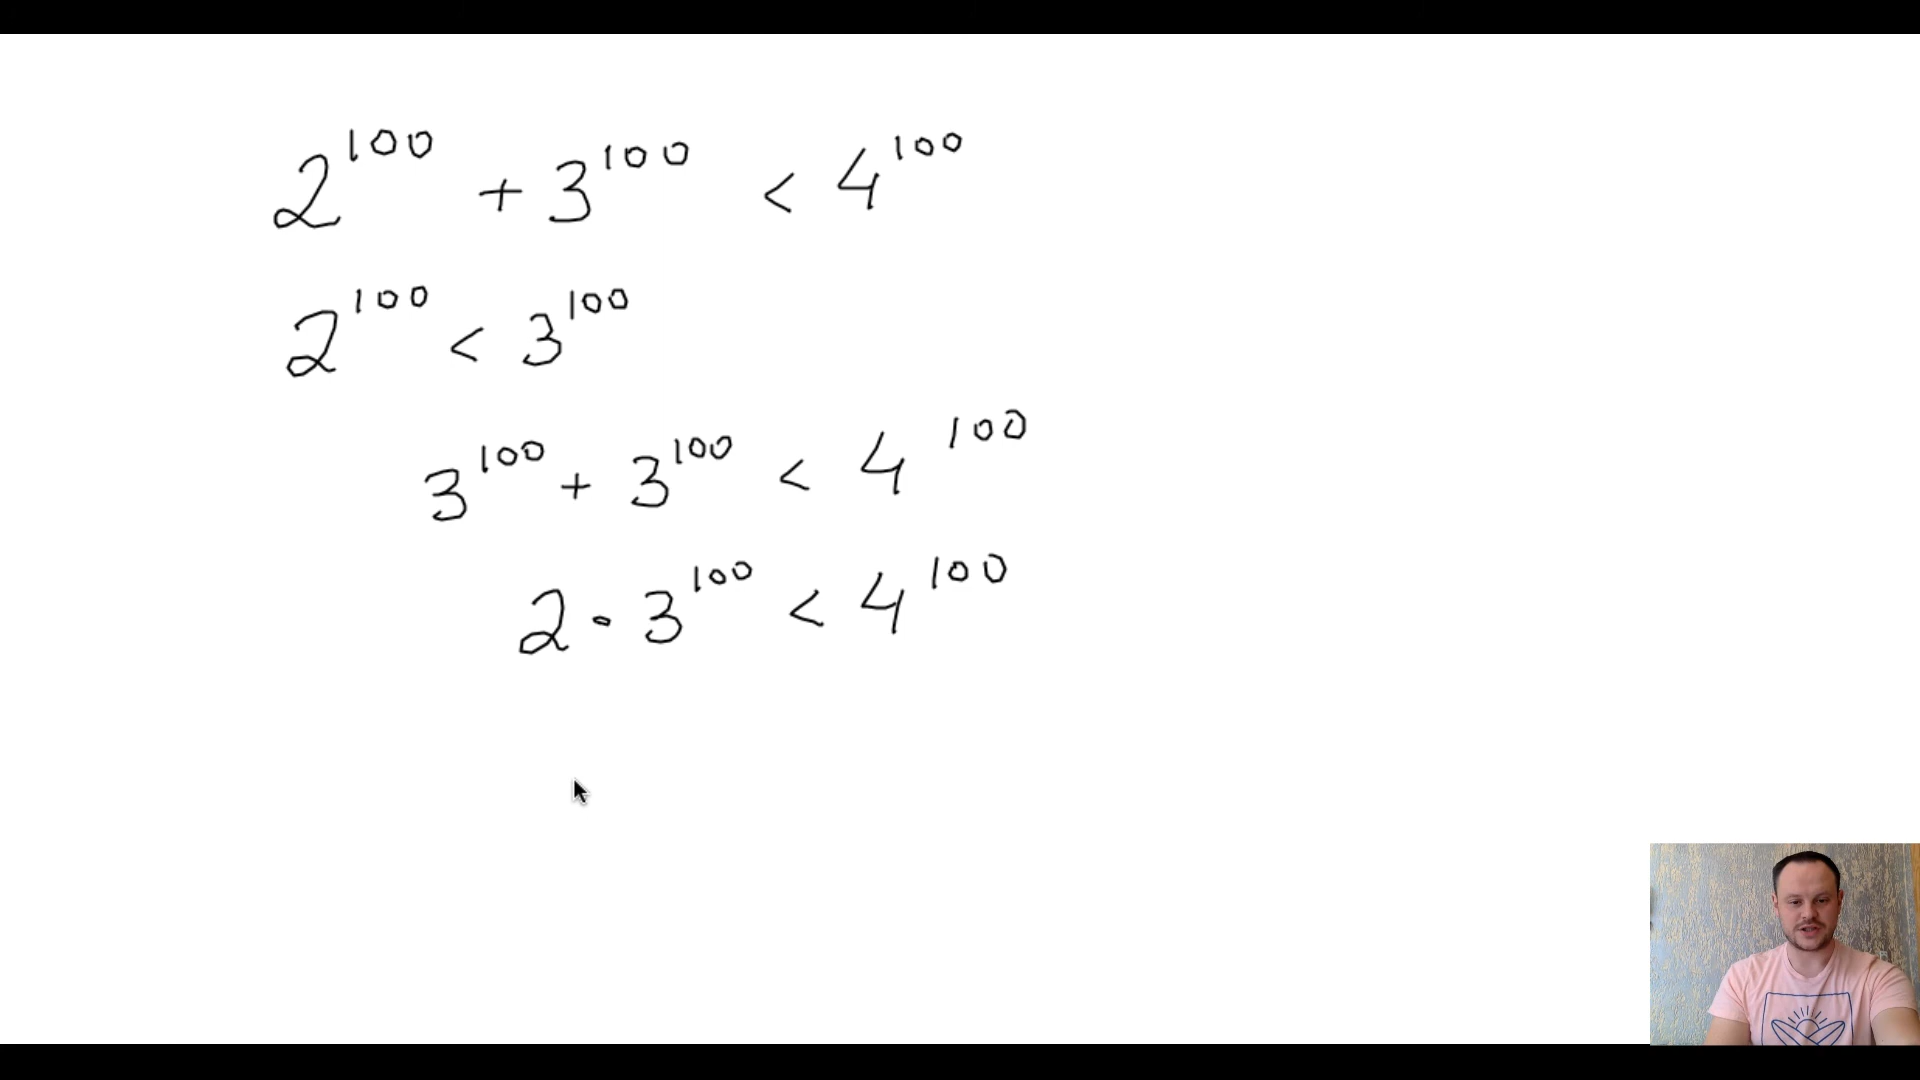 2^100 + 3^100 < 4^100
2^100 < 3^100
3^100 + 3^100 < 4^100
2 · 3^100 < 4^100